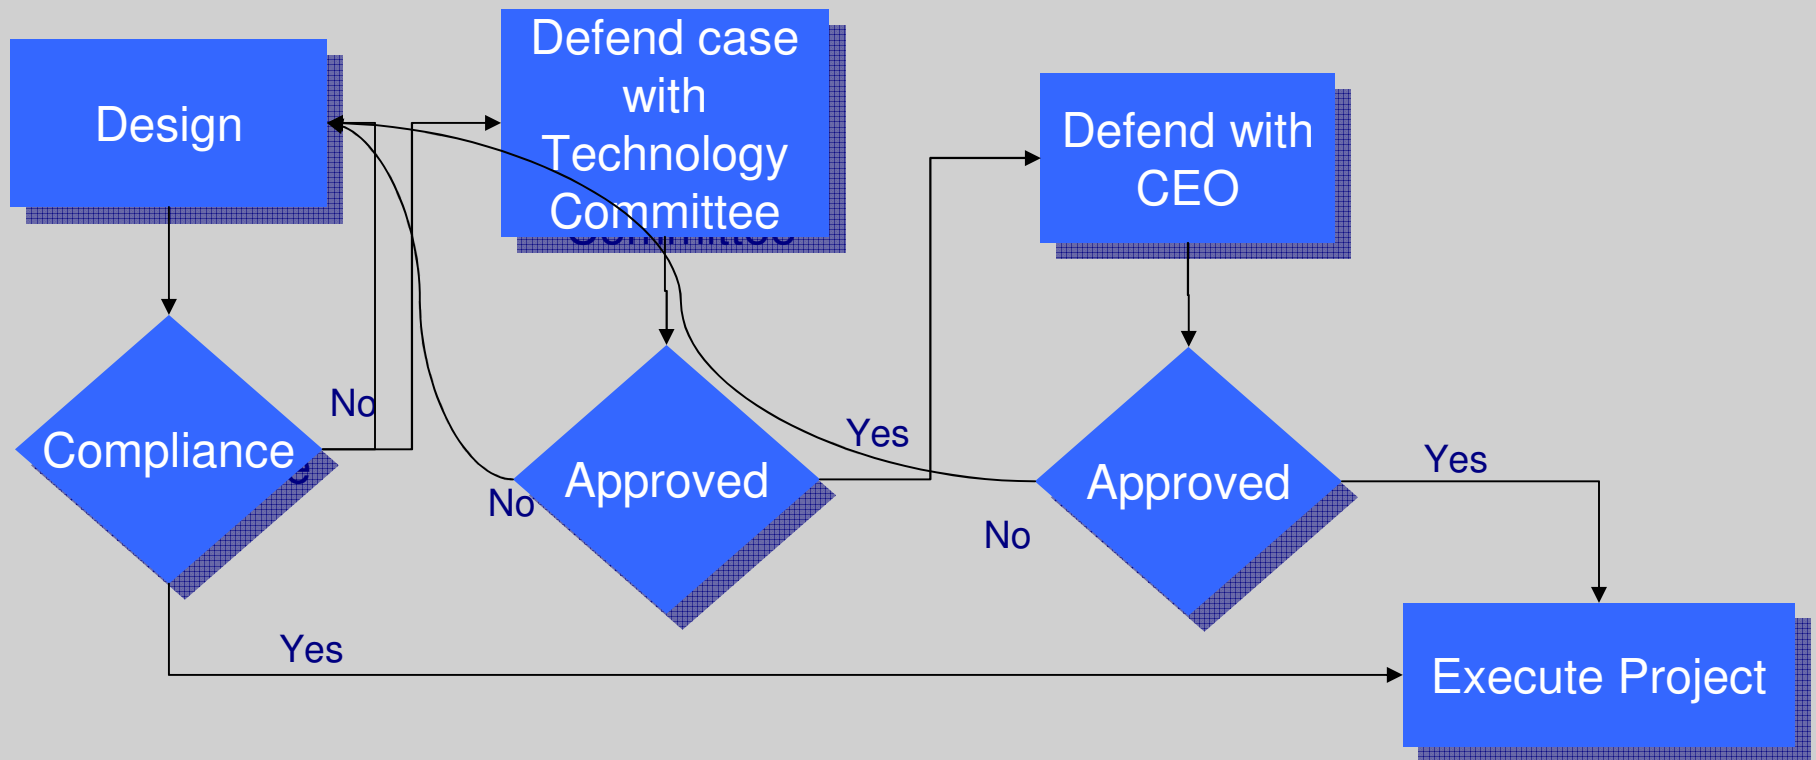 Design
Defend case
with
Technology
Committee
Defend with
CEO
No
Compliance
Yes
Approved
No
Yes
Approved
No
Yes
Execute Project